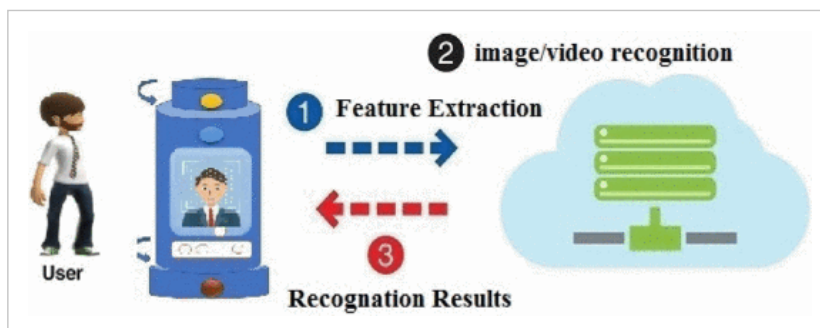 2 image/video recognition
1 Feature Extraction
3
Recognation Results
User